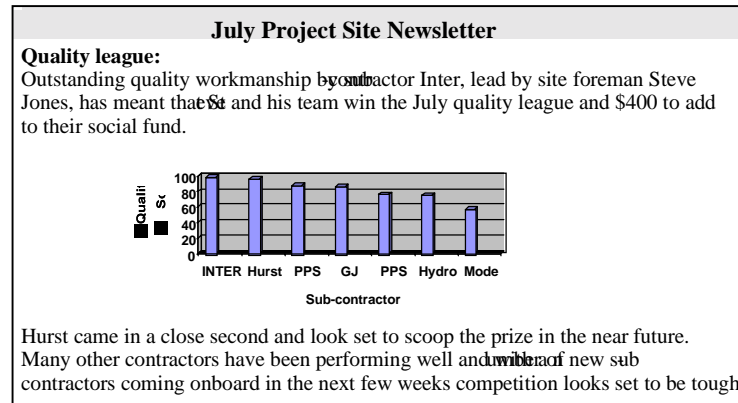 July Project Site Newsletter
Quality league:
Outstanding quality workmanship by sub-contractor Inter, lead by site foreman Steve
Jones, has meant that Steve and his team win the July quality league and $400 to add
to their social fund.
100
80
60
40
20
0
INTER Hurst PPS GJ PPS Hydro Mode
Sub-contractor
Hurst came in a close second and look set to scoop the prize in the near future.
Many other contractors have been performing well and with a number of new sub-
contractors coming onboard in the next few weeks competition looks set to be tough